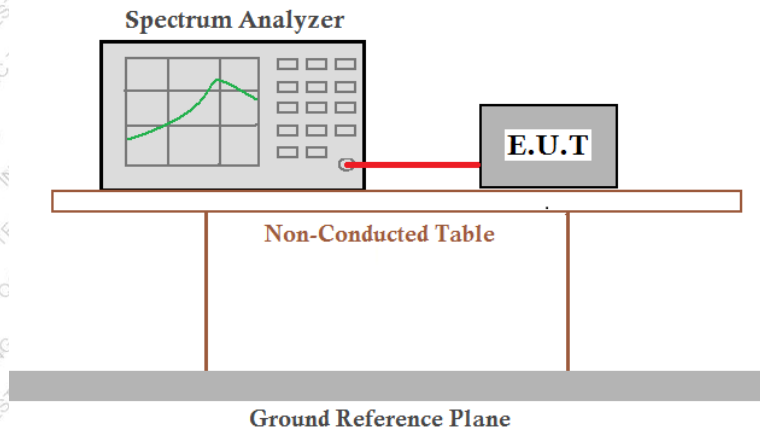 Spectrum Analyzer
E.U.T
Non-Conducted Table
Ground Reference Plane